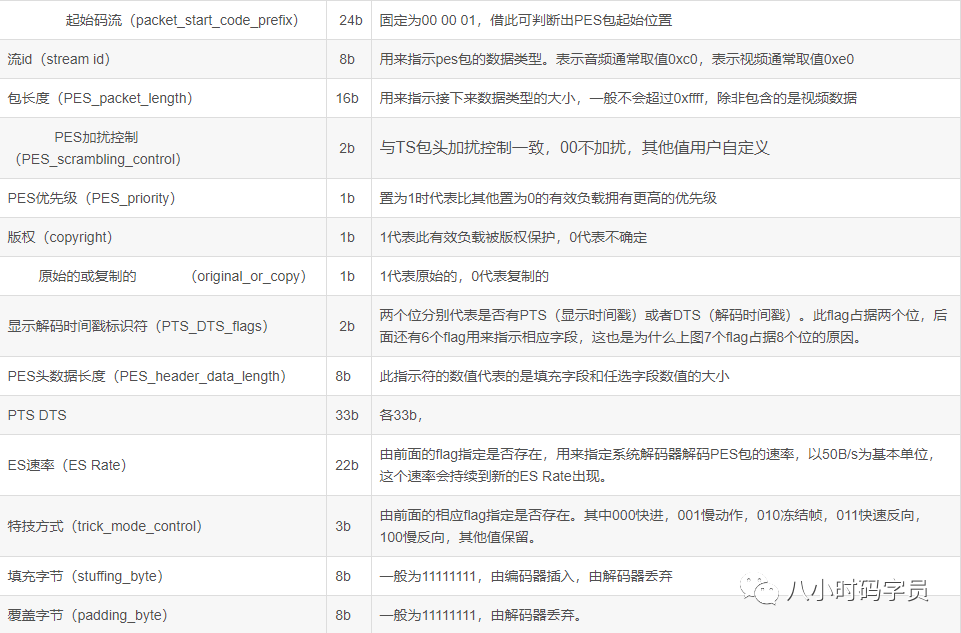 起始码流（packet_start_code_prefix） 24b 固定为00 00 01，借此可判断出PES包起始位置
流id（stream id） 8b 用来指示pes包的数据类型。表示音频通常取值0xc0，表示视频通常取值0xe0
包长度（PES_packet_length） 16b 用来指示接下来数据类型的大小，一般不会超过0xffff，除非包含的是视频数据
PES加扰控制
（PES_scrambling_control） 2b 与TS包头加扰控制一致，00不加扰，其他值用户自定义
PES优先级（PES_priority） 1b 置为1时代表比其他置为0的有效负载拥有更高的优先级
版权（copyright） 1b 1代表此有效负载被版权保护，0代表不确定
原始的或复制的 （original_or_copy） 1b 1代表原始的，0代表复制的
显示解码时间戳标识符（PTS_DTS_flags） 2b 两个位分别代表是否有PTS（显示时间戳）或者DTS（解码时间戳）。此flag占据两个位，后
面还有6个flag用来指示相应字段，这也是为什么上图7个flag占据8个位的原因。
PES头数据长度（PES_header_data_length） 8b 此指示符的数值代表的是填充字段和任选字段数值的大小
PTS DTS 33b 各33b，
ES速率（ES Rate） 22b 由前面的flag指定是否存在，用来指定系统解码器解码PES包的速率，以50B/s为基本单位，
这个速率会持续到新的ES Rate出现。
特技方式（trick_mode_control） 3b 由前面的相应flag指定是否存在。其中000快进，001慢动作，010冻结帧，011快速反向，
100慢反向，其他值保留。
填充字节（stuffing_byte） 8b 一般为11111111，由编码器插入，由解码器丢弃
覆盖字节（padding_byte） 8b 一般为11111111，由解码器丢弃。
八小时码字员